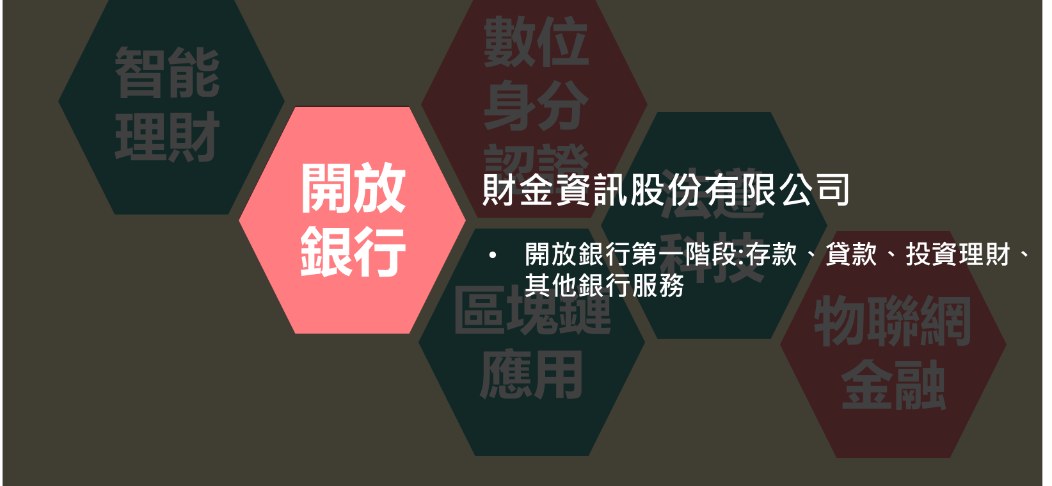 智能
理財
數位
身分
認證
開放
銀行
財金資訊股份有限公司
• 開放銀行第一階段:存款、貸款、投資理財、
其他銀行服務
法遵
科技
區塊鏈
應用
物聯網
金融